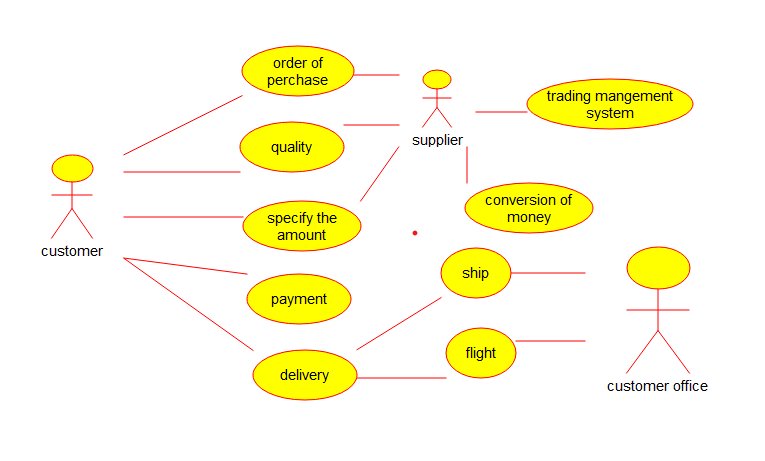 order of
perchase
trading mangement
system
supplier
quality
conversion of
money
specify the
amount
customer
ship
payment
flight
delivery
customer office